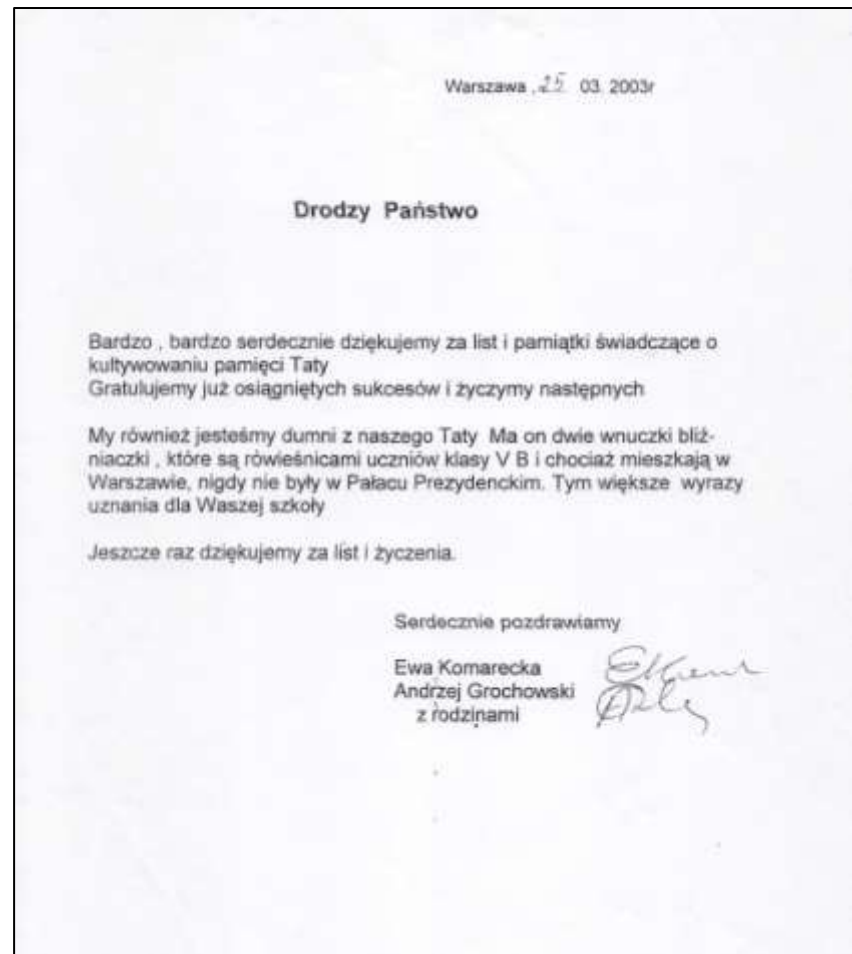 Warszawa , 25 03. 2003r
Drodzy Państwo
Bardzo , bardzo serdecznie dziękujemy za list i pamiątki świadczące o
kultywowaniu pamięci Taty
Gratulujemy już osiągniętych sukcesów i życzymy następnych
My również jesteśmy dumni z naszego Taty Ma on dwie wnuczki bliź-
niaczki , które są rówieśnicami uczniów klasy V B i chociaż mieszkają w
Warszawie, nigdy nie były w Pałacu Prezydenckim. Tym większe wyrazy
uznania dla Waszej szkoły
Jeszcze raz dziękujemy za list i życzenia.
Serdecznie pozdrawiamy
Ewa Komarecka
Andrzej Grochowski
z rodzinami